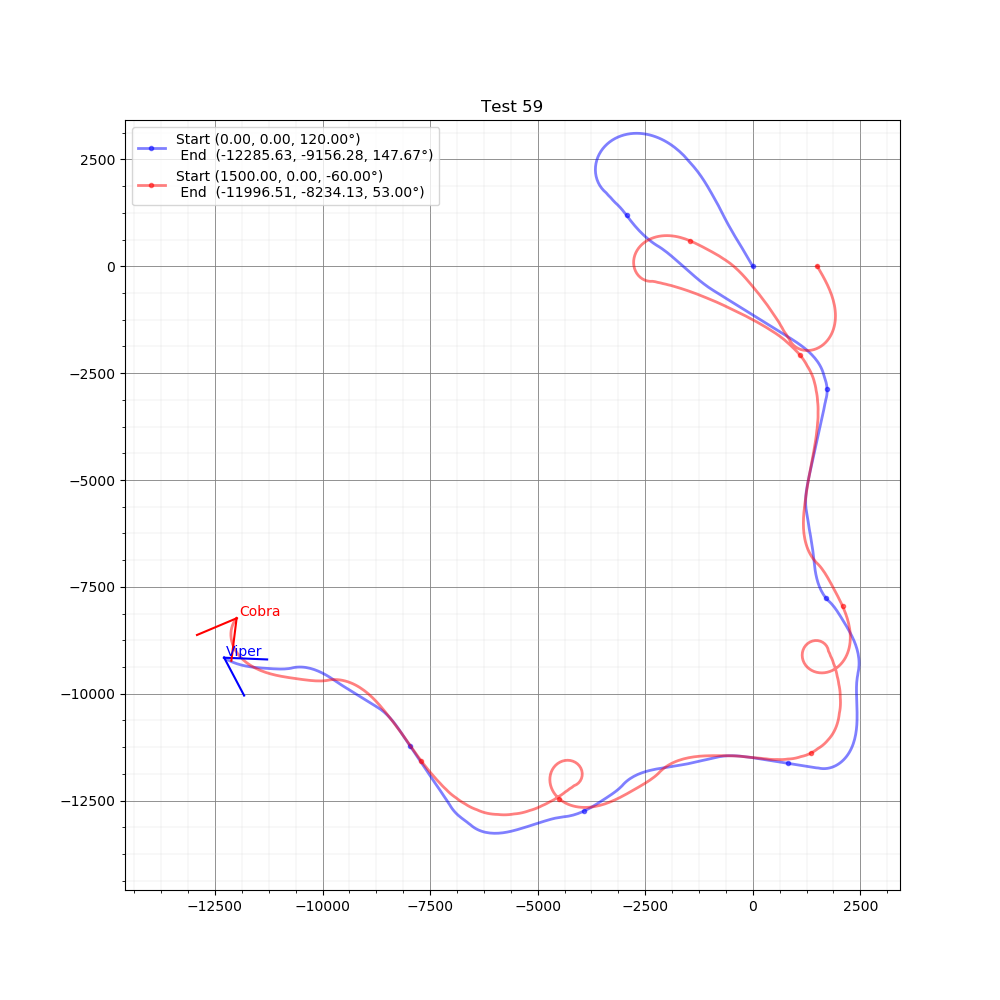 Test 59
Start (0.00, 0.00, 120.00°)
End  (-12285.63, -9156.28, 147.67°)
Start (1500.00, 0.00, -60.00°)
End  (-11996.51, -8234.13, 53.00°)
2500
0
−2500
−5000
−7500
−10000
−12500
Cobra
Viper
−12500 −10000 −7500 −5000 −2500 0 2500